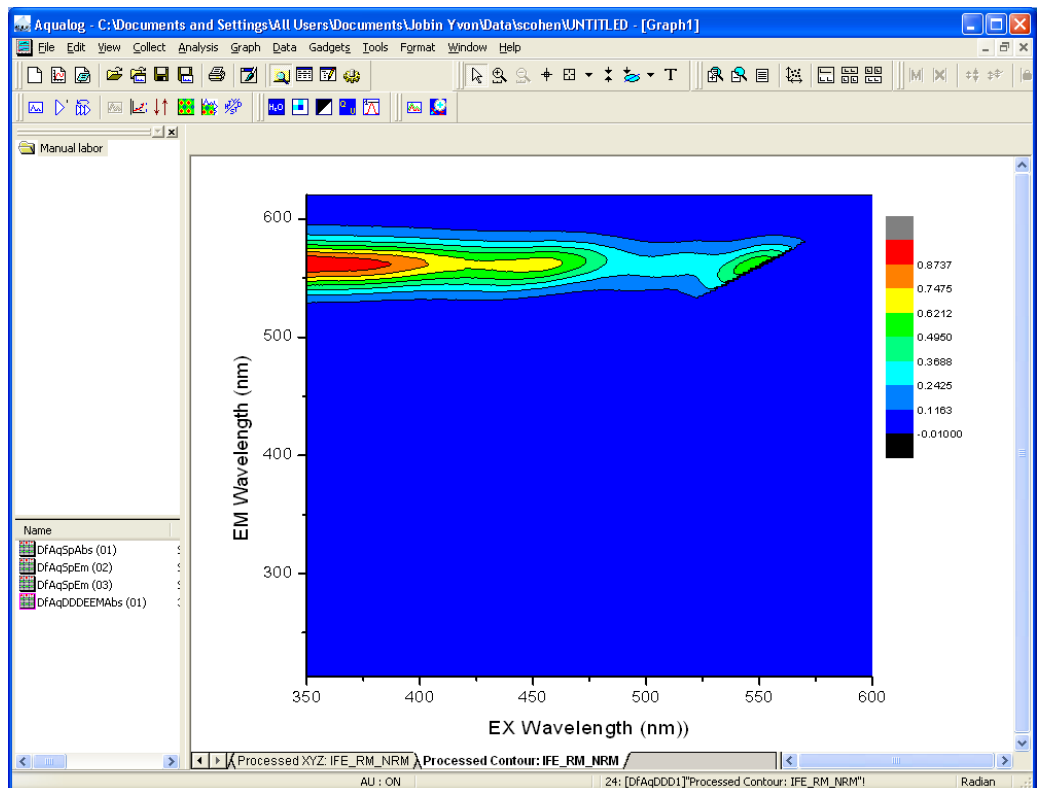 Aqualog - C:\Documents and Settings\All Users\Documents\Jobin Yvon\Data\scohen\UNTITLED - [Graph1]
File Edit View Collect Analysis Graph Data Gadgets Tools Format Window Help
T
M
H₂O
Manual labor
Name
DfAqSpAbs (01)
DfAqSpEm (02)
DfAqSpEm (03)
DfAqDDDEEMAbs (01)
600
500
400
300
EM Wavelength (nm)
350 400 450 500 550 600
EX Wavelength (nm))
0.8737
0.7475
0.6212
0.4950
0.3688
0.2425
0.1163
-0.01000
Processed XYZ: IFE_RM_NRM Processed Contour: IFE_RM_NRM
AU : ON 24: [DfAqDDD1]"Processed Contour: IFE_RM_NRM"! Radian